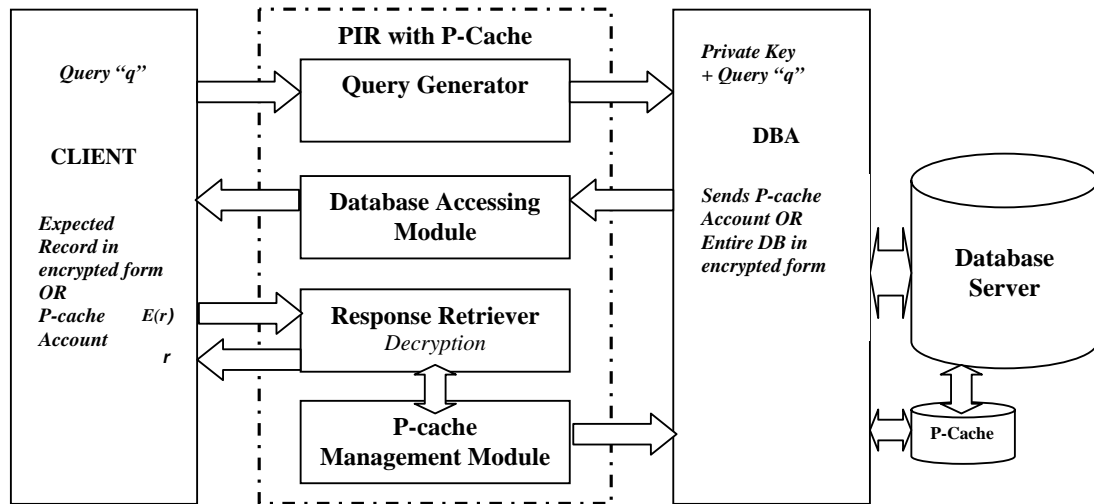 PIR with P-Cache
Query “q”
CLIENT
Expected
Record in
encrypted form
OR
P-cache
Account
E(r)
r
Query Generator
Database Accessing
Module
Response Retriever
Decryption
P-cache
Management Module
Private Key
+ Query “q”
DBA
Sends P-cache
Account OR
Entire DB in
encrypted form
Database
Server
P-Cache